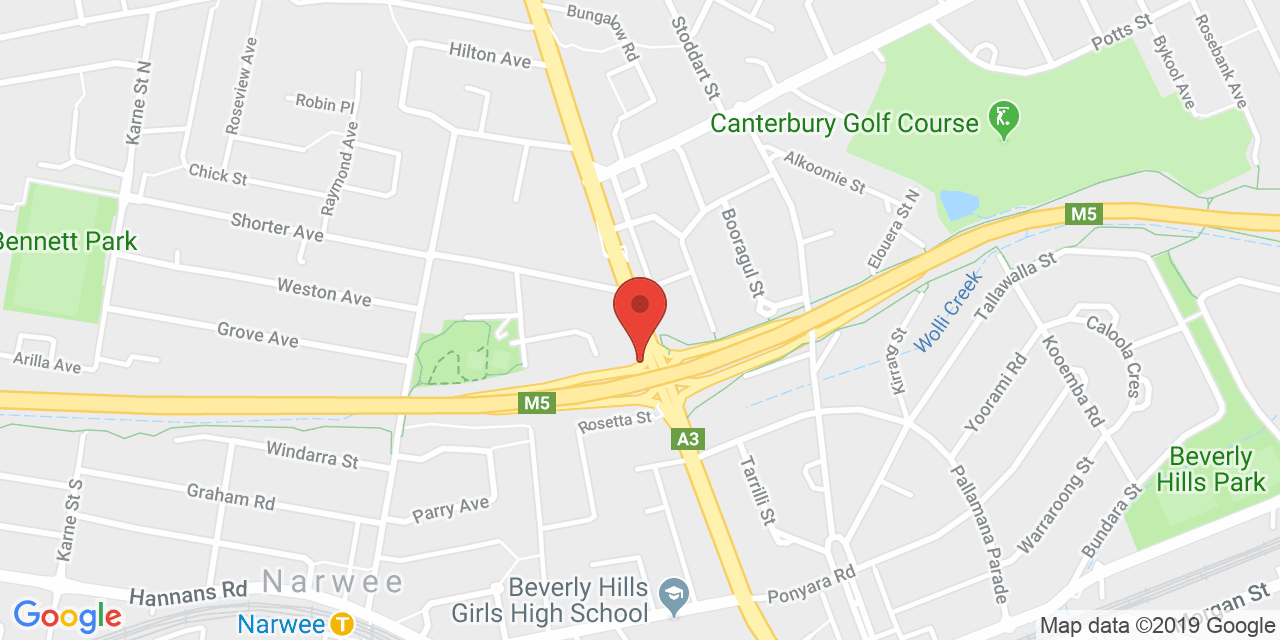 Bungalow Rd
Stoddart St
Potts St
Bykool Ave
Rosebank Ave
Hilton Ave
Karne St N
Roseview Ave
Robin Pl
Raymond Ave
Canterbury Golf Course
Alkoomie St
Chick St
Shorter Ave
Booragul St
Elouera St N
M5
Bennett Park
Weston Ave
Wolli Creek
Tallawalla St
Grove Ave
Arilla Ave
Kirang St
Yoorami Rd
Kooemba Rd
Caloola Cres
M5
Rosetta St
A3
Windarra St
Graham Rd
Parry Ave
Karne St S
Tarrilli St
Pallamana Parade
Warraroong St
Bundara St
Beverly
Hills Park
Hannans Rd
Narwee
Narwee T
Beverly Hills
Girls High School
Ponyara Rd
Morgan St
Google
Map data ©2019 Google